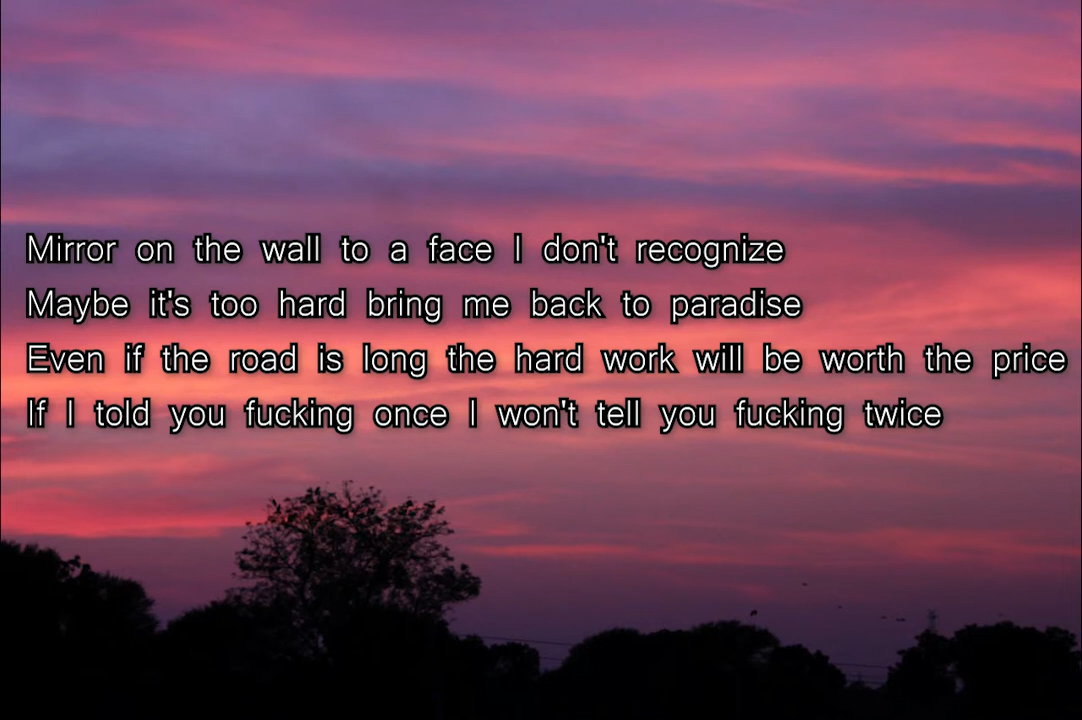 Mirror on the wall to a face I don't recognize
Maybe it's too hard bring me back to paradise
Even if the road is long the hard work will be worth the price
If I told you fucking once I won't tell you fucking twice